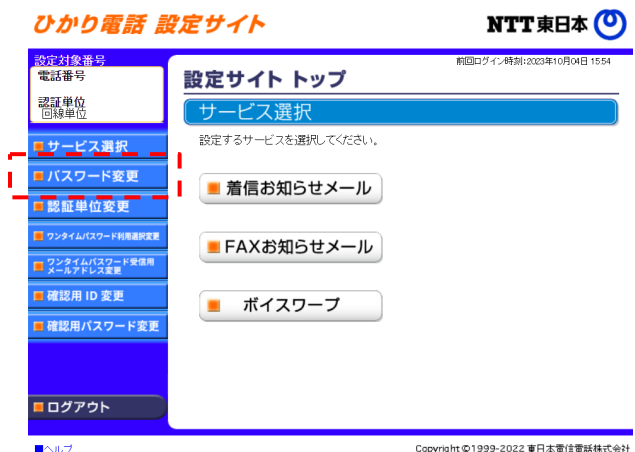 ひかり電話 設定サイト
NTT東日本
設定対象番号
電話番号
認証単位
回線単位
サービス選択
パスワード変更
認証単位変更
ワンタイムパスワード利用選択変更
ワンタイムパスワード受信用
メールアドレス変更
確認用 ID 変更
確認用パスワード変更
ログアウト
前回ログイン時刻:2023年10月04日 15:54
設定サイト トップ
サービス選択
設定するサービスを選択してください。
着信お知らせメール
FAXお知らせメール
ボイスワープ
ヘルプ
Copyright©1999-2022 東日本電信電話株式会社